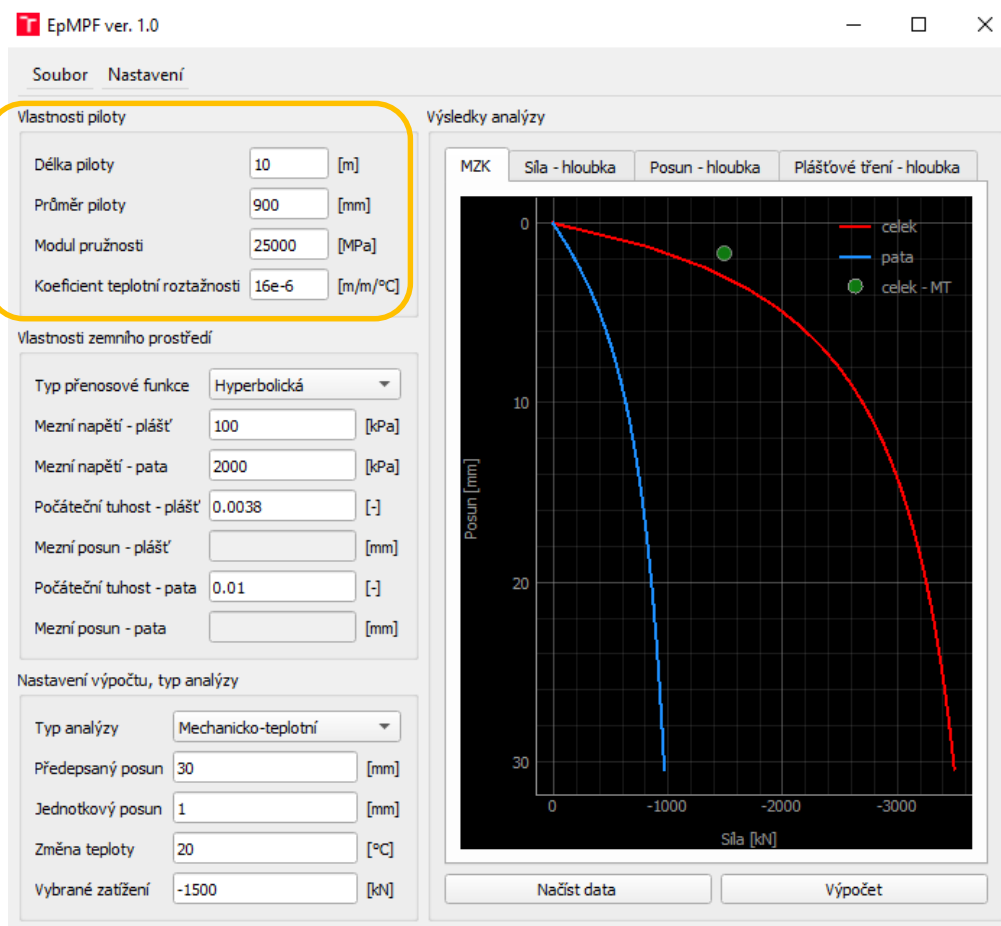 EpMPF ver. 1.0
Soubor Nastavení
Vlastnosti piloty
Délka piloty 10 [m]
Průměr piloty 900 [mm]
Modul pružnosti 25000 [MPa]
Koeficient teplotní roztažnosti 16e-6 [m/m/°C]
Vlastnosti zemního prostředí
Typ přenosové funkce Hyperbolická
Mezní napětí - plášť 100 [kPa]
Mezní napětí - pata 2000 [kPa]
Počáteční tuhost - plášť 0.0038 [-]
Mezní posun - plášť [mm]
Počáteční tuhost - pata 0.01 [-]
Mezní posun - pata [mm]
Nastavení výpočtu, typ analýzy
Typ analýzy Mechanicko-teplotní
Předepsaný posun 30 [mm]
Jednotkový posun 1 [mm]
Změna teploty 20 [°C]
Vybrané zatížení -1500 [kN]
Výsledky analýzy
MZK Síla - hloubka Posun - hloubka Plášťové tření - hloubka
celek
pata
celek - MT
0
10
20
30
Posun [mm]
0 -1000 -2000 -3000
Síla [kN]
Načíst data Výpočet